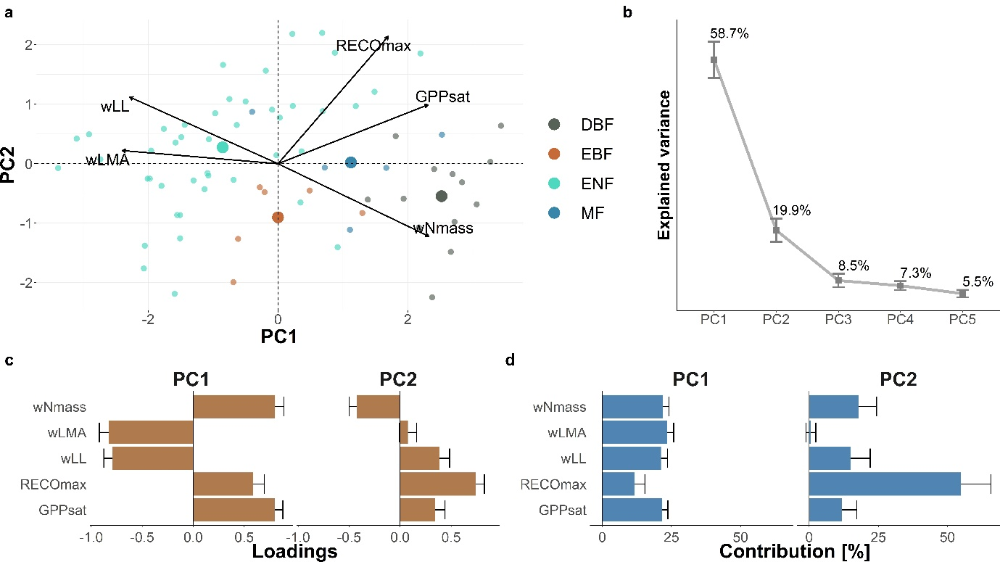 a
PC2
2
1
0
-1
-2
RECOmax
GPPsat
wLL
wLMA
wNmass
-2
0
2
PC1
DBF
EBF
ENF
MF
b
Explained variance
58.7%
19.9%
8.5%
7.3%
5.5%
PC1
PC2
PC3
PC4
PC5
c
PC1
PC2
wNmass
wLMA
wLL
RECOmax
GPPsat
-1.0
-0.5
0.0
0.5
-1.0
-0.5
0.0
0.5
Loadings
d
PC1
PC2
wNmass
wLMA
wLL
RECOmax
GPPsat
0
25
50
0
25
50
Contribution [%]